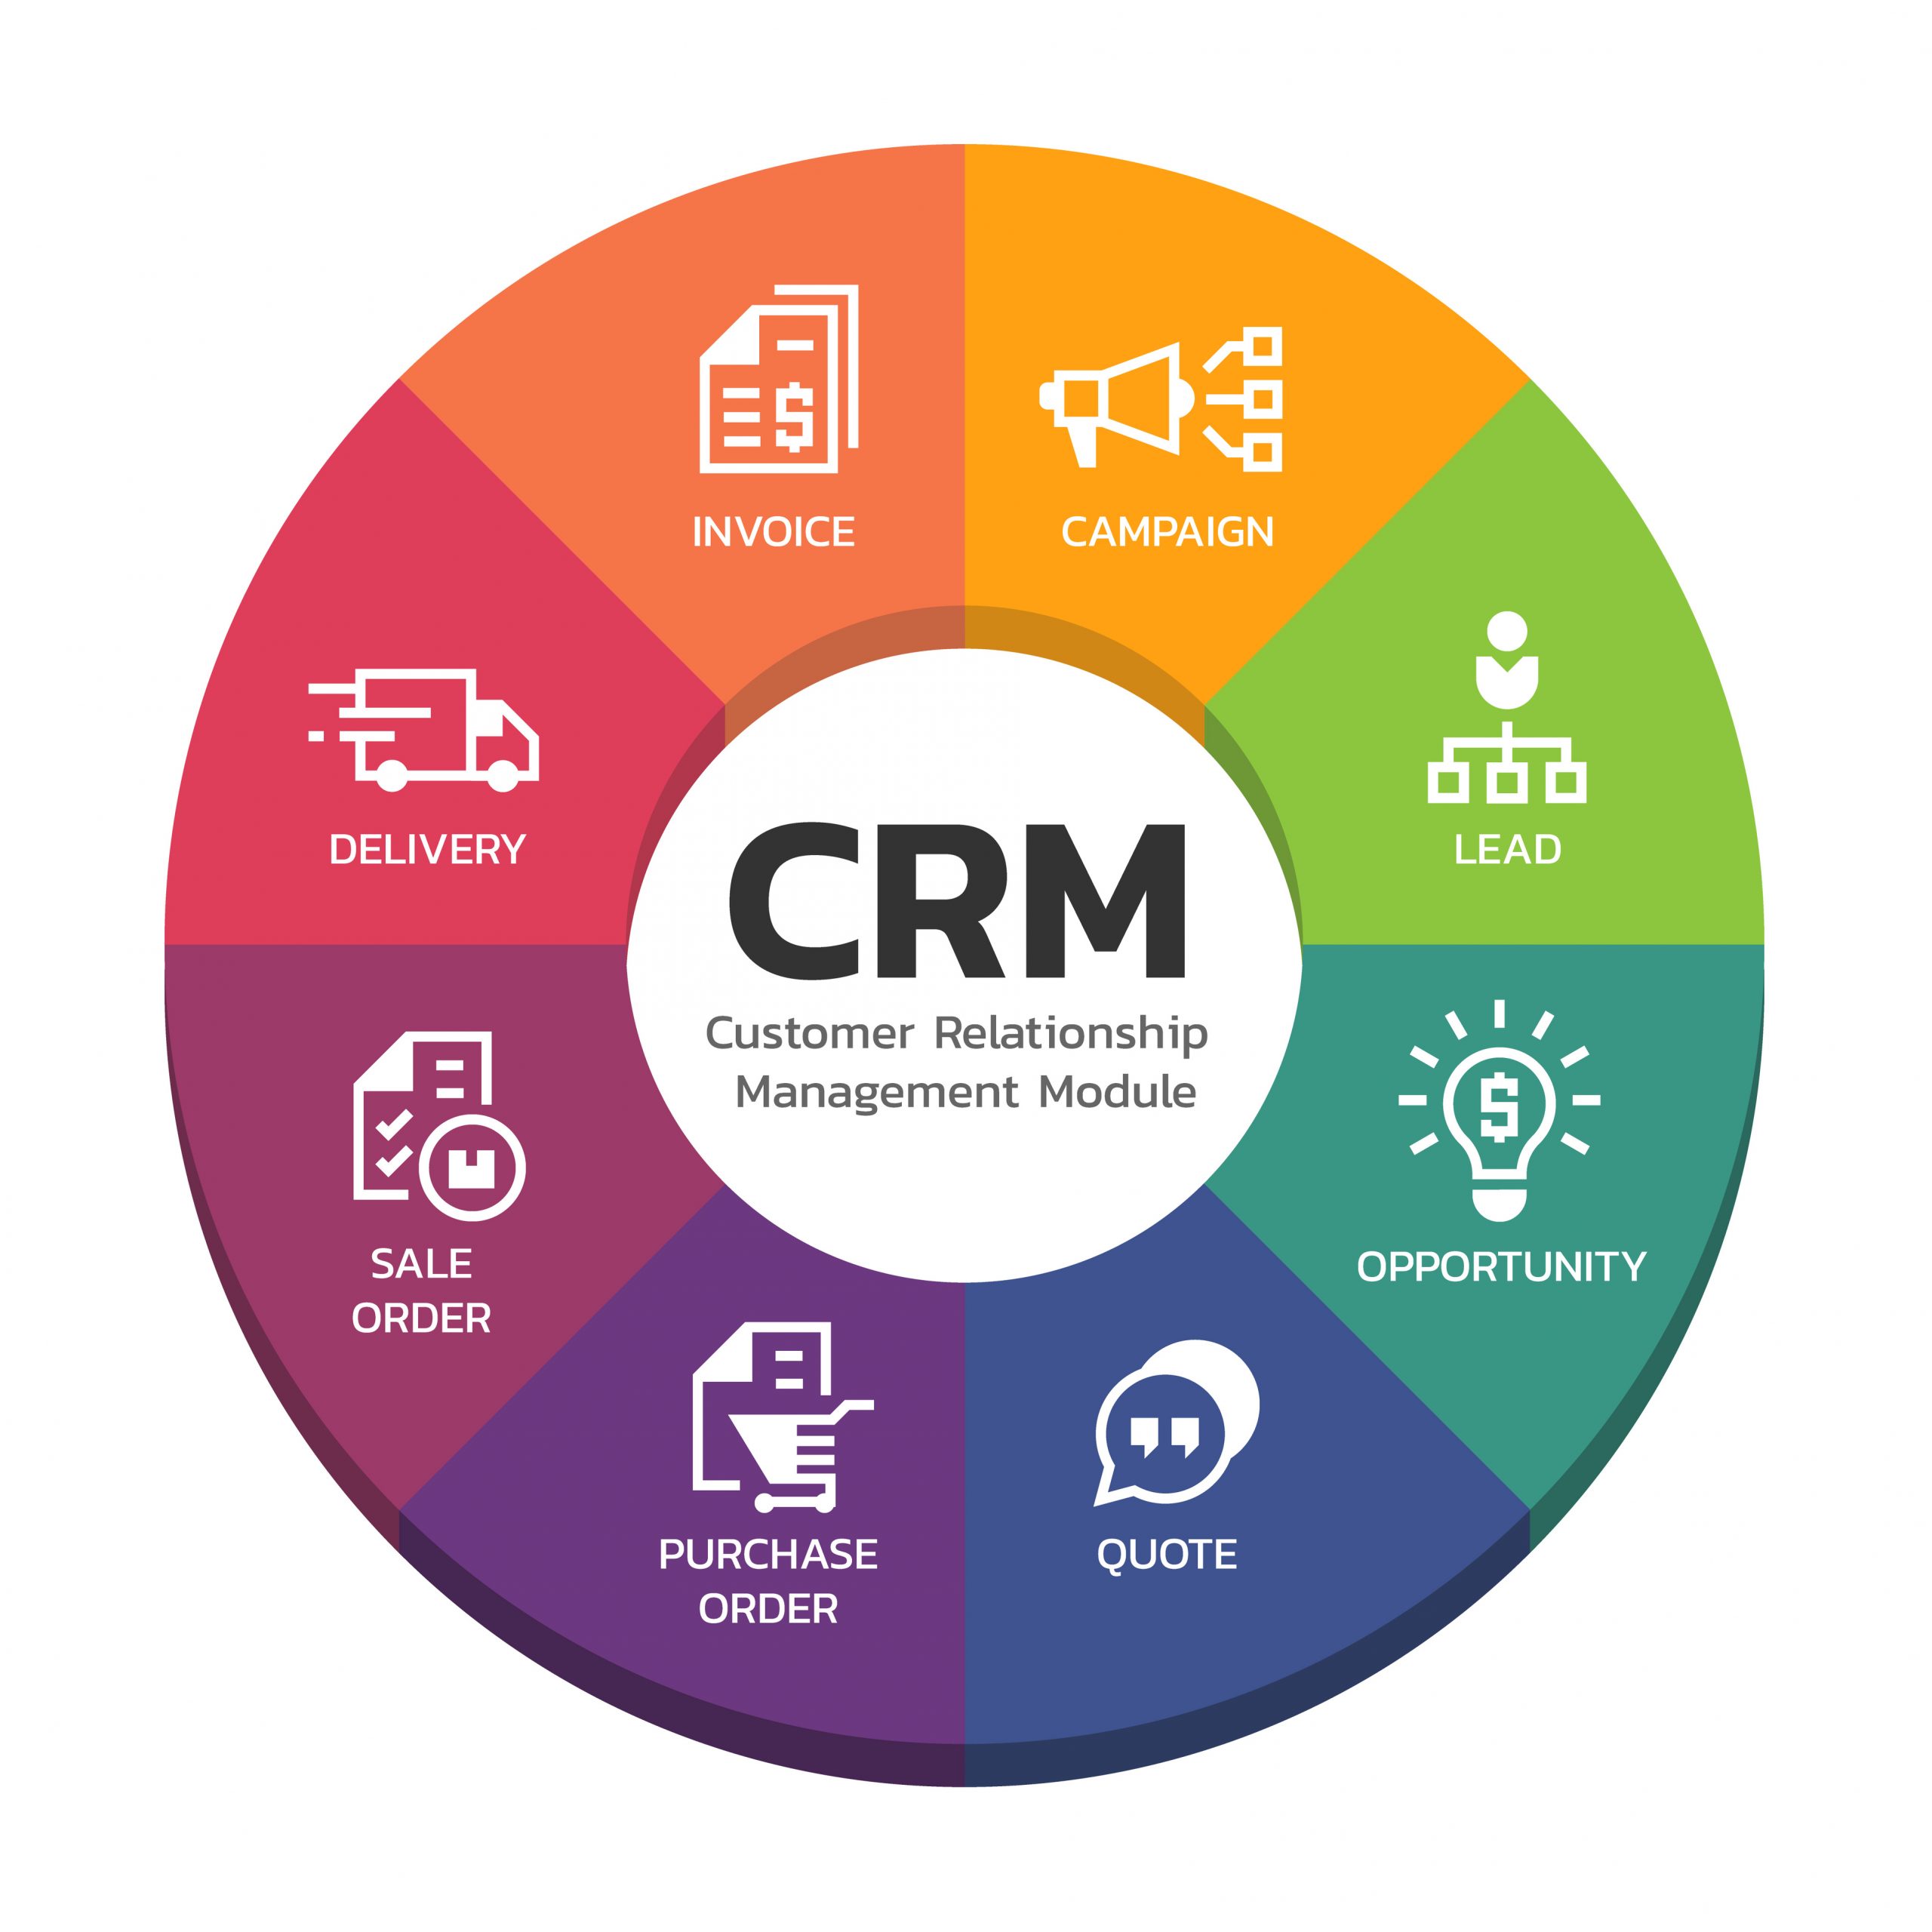 CRM
Customer Relationship
Management Module
CAMPAIGN
LEAD
OPPORTUNITY
QUOTE
PURCHASE
ORDER
SALE
ORDER
DELIVERY
INVOICE